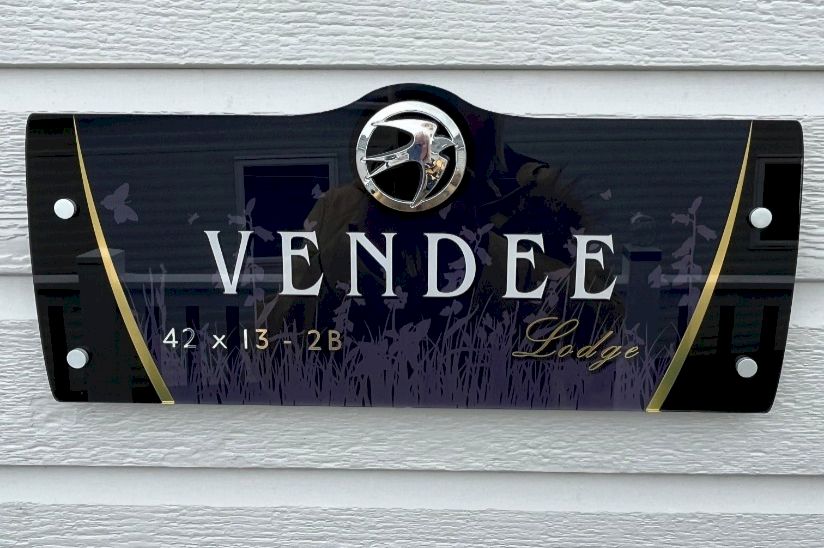 VENDEE
42 x 13 - 2B Lodge